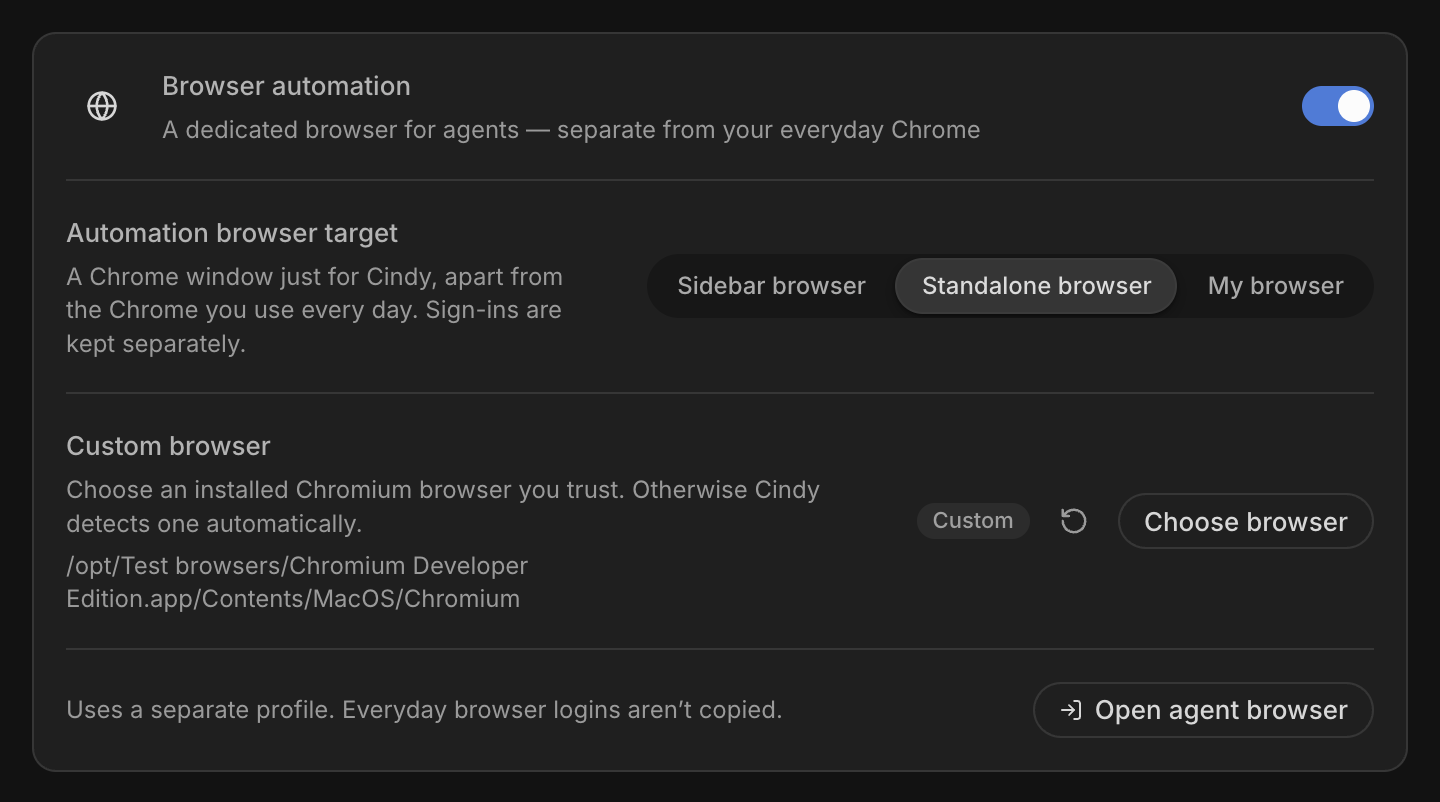 Browser automation
A dedicated browser for agents — separate from your everyday Chrome
Automation browser target
A Chrome window just for Cindy, apart from
the Chrome you use every day. Sign-ins are
kept separately.
Sidebar browser
Standalone browser
My browser
Custom browser
Choose an installed Chromium browser you trust. Otherwise Cindy
detects one automatically.
/opt/Test browsers/Chromium Developer
Edition.app/Contents/MacOS/Chromium
Custom
Choose browser
Uses a separate profile. Everyday browser logins aren’t copied.
Open agent browser